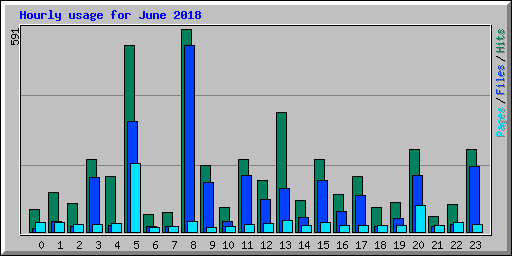 Hourly usage for June 2018
591
Pages/Files/Hits
0 1 2 3 4 5 6 7 8 9 10 11 12 13 14 15 16 17 18 19 20 21 22 23